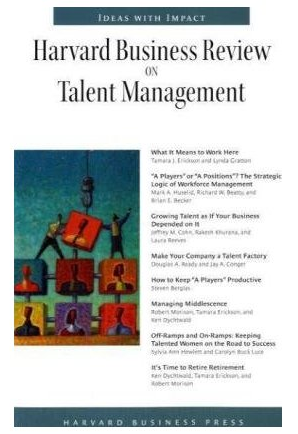 IDEAS WITH IMPACT
Harvard Business Review
ON
Talent Management
What It Means to Work Here
Tamara J. Erickson and Lynda Gratton
"A Players" or "A Positions"? The Strategic
Logic of Workforce Management
Mark A. Huselid, Richard W. Beatty, and
Brian E. Becker
Growing Talent as If Your Business
Depended on It
Jeffrey M. Cohn, Rakesh Khurana, and
Laura Reeves
Make Your Company a Talent Factory
Douglas A. Ready and Jay A. Conger
How to Keep "A Players" Productive
Steven Berglas
Managing Middlescence
Robert Morison, Tamara Erickson, and
Ken Dychtwald
Off-Ramps and On-Ramps: Keeping
Talented Women on the Road to Success
Sylvia Ann Hewlett and Carolyn Buck Luce
It's Time to Retire Retirement
Ken Dychtwald, Tamara Erickson, and
Robert Morison
HARVARD BUSINESS PRESS